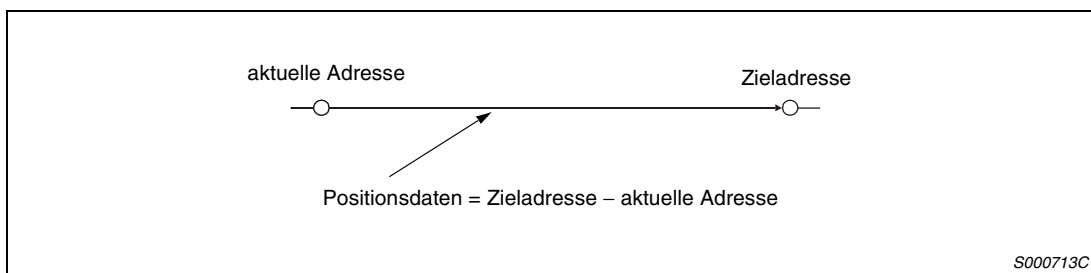 aktuelle Adresse
Zieladresse
Positionsdaten = Zieladresse – aktuelle Adresse
S000713C